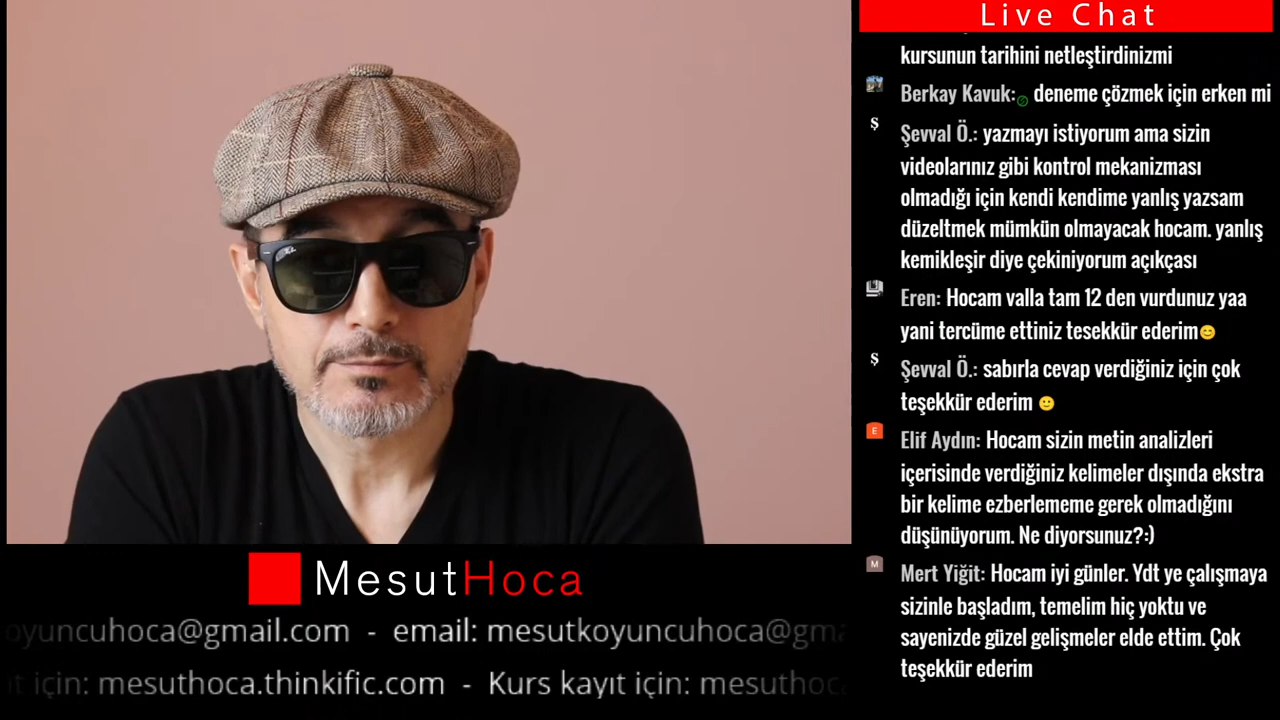 Live Chat
kursunun tarihini netleştirdinizmi
Berkay Kavuk: deneme çözmek için erken mi
Şevval Ö.: yazmayı istiyorum ama sizin
videolarınız gibi kontrol mekanizması
olmadığı için kendi kendime yanlış yazsam
düzeltmek mümkün olmayacak hocam. yanlış
kemikleşir diye çekiniyorum açıkçası
Eren: Hocam valla tam 12 den vurdunuz yaa
yani tercüme ettiniz tesekkür ederim😊
Şevval Ö.: sabırla cevap verdiğiniz için çok
teşekkür ederim 🙂
Elif Aydın: Hocam sizin metin analizleri
içerisinde verdiğiniz kelimeler dışında ekstra
bir kelime ezberlememe gerek olmadığını
düşünüyorum. Ne diyorsunuz?:)
Mert Yiğit: Hocam iyi günler. Ydt ye çalışmaya
sizinle başladım, temelim hiç yoktu ve
sayenizde güzel gelişmeler elde ettim. Çok
teşekkür ederim
MesutHoca
oyuncuhoca@gmail.com - email: mesutkoyuncuhoca@gma
t için: mesuthoca.thinkific.com - Kurs kayıt için: mesuthoca